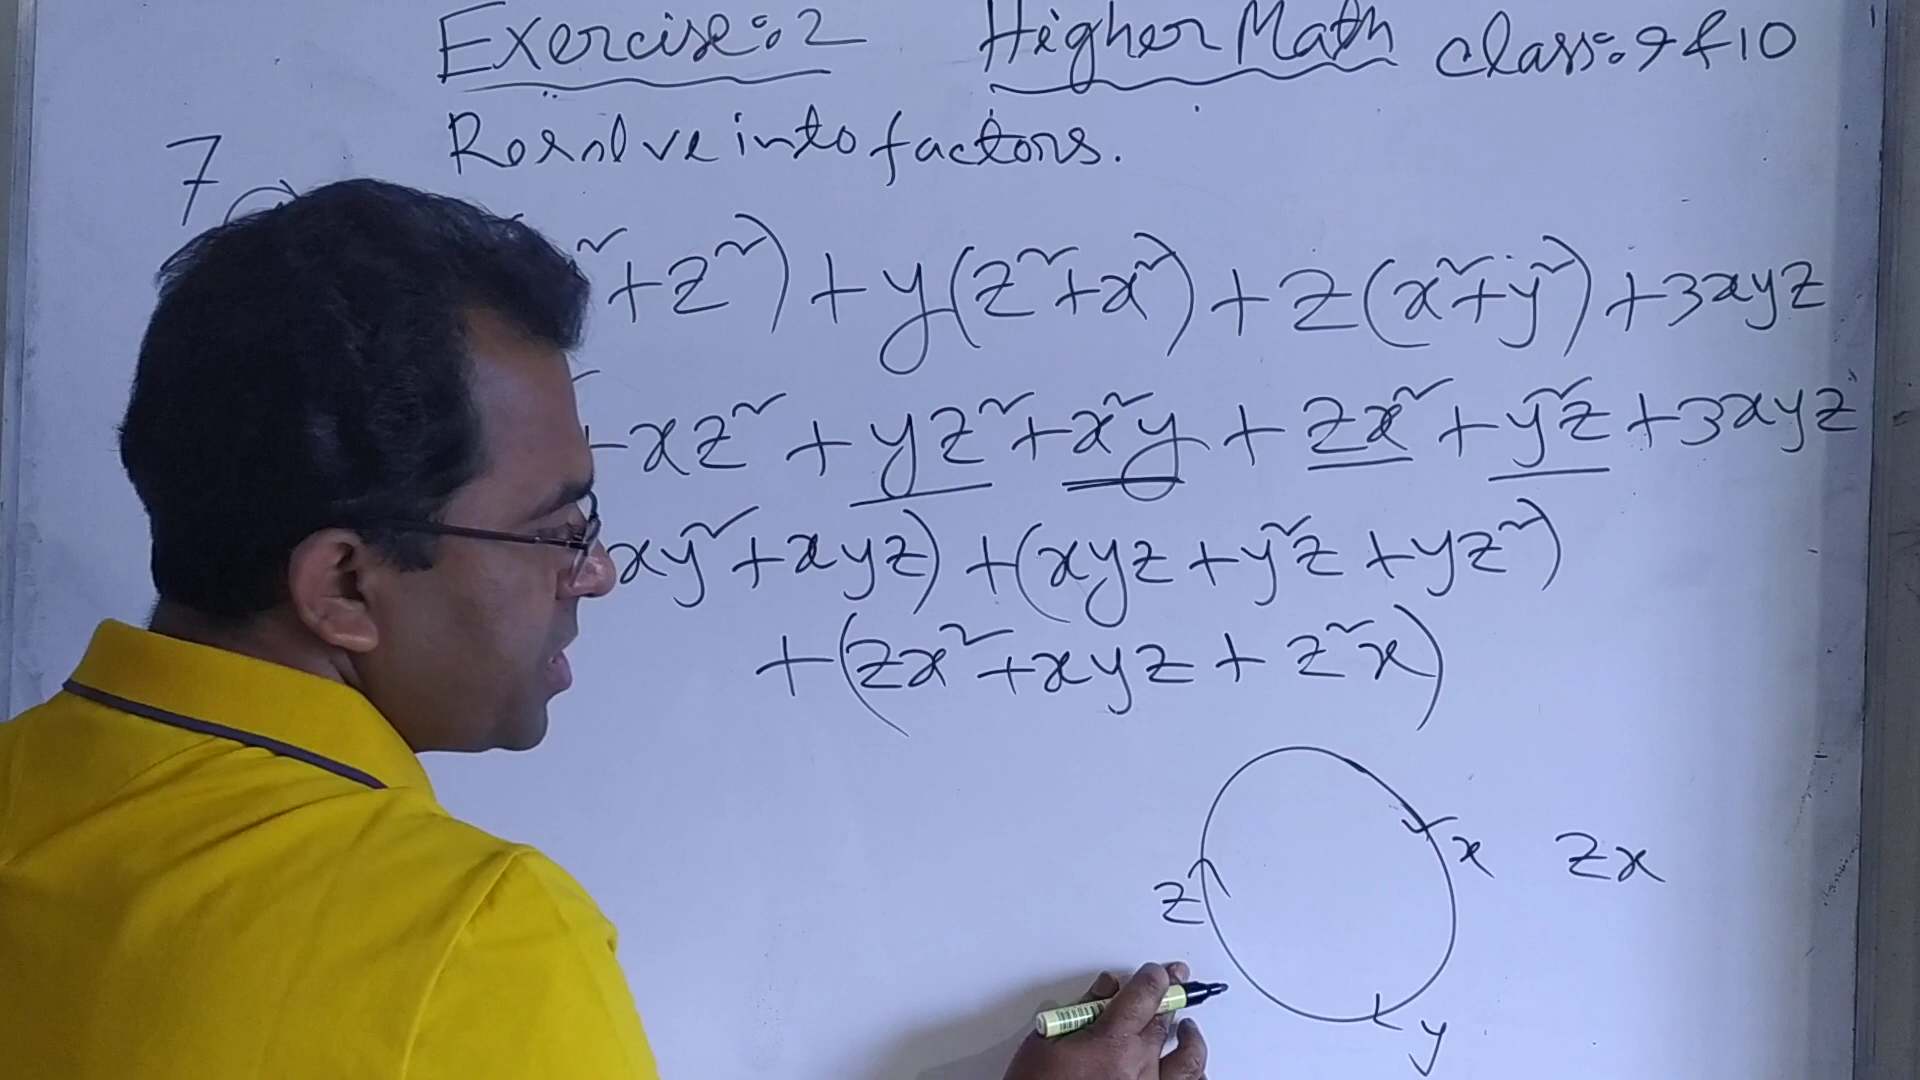 Exercise:2 Higher Math class:9&10
Resolve into factors.
7
²+z²)+y(z²+x²)+z(x²+y²)+3xyz
xz²+yz²+x²y+zx²+y²z+3xyz
xy²+xyz)+(xyz+y²z+yz²)
+(zx²+xyz+z²x)
x
zx
z
y